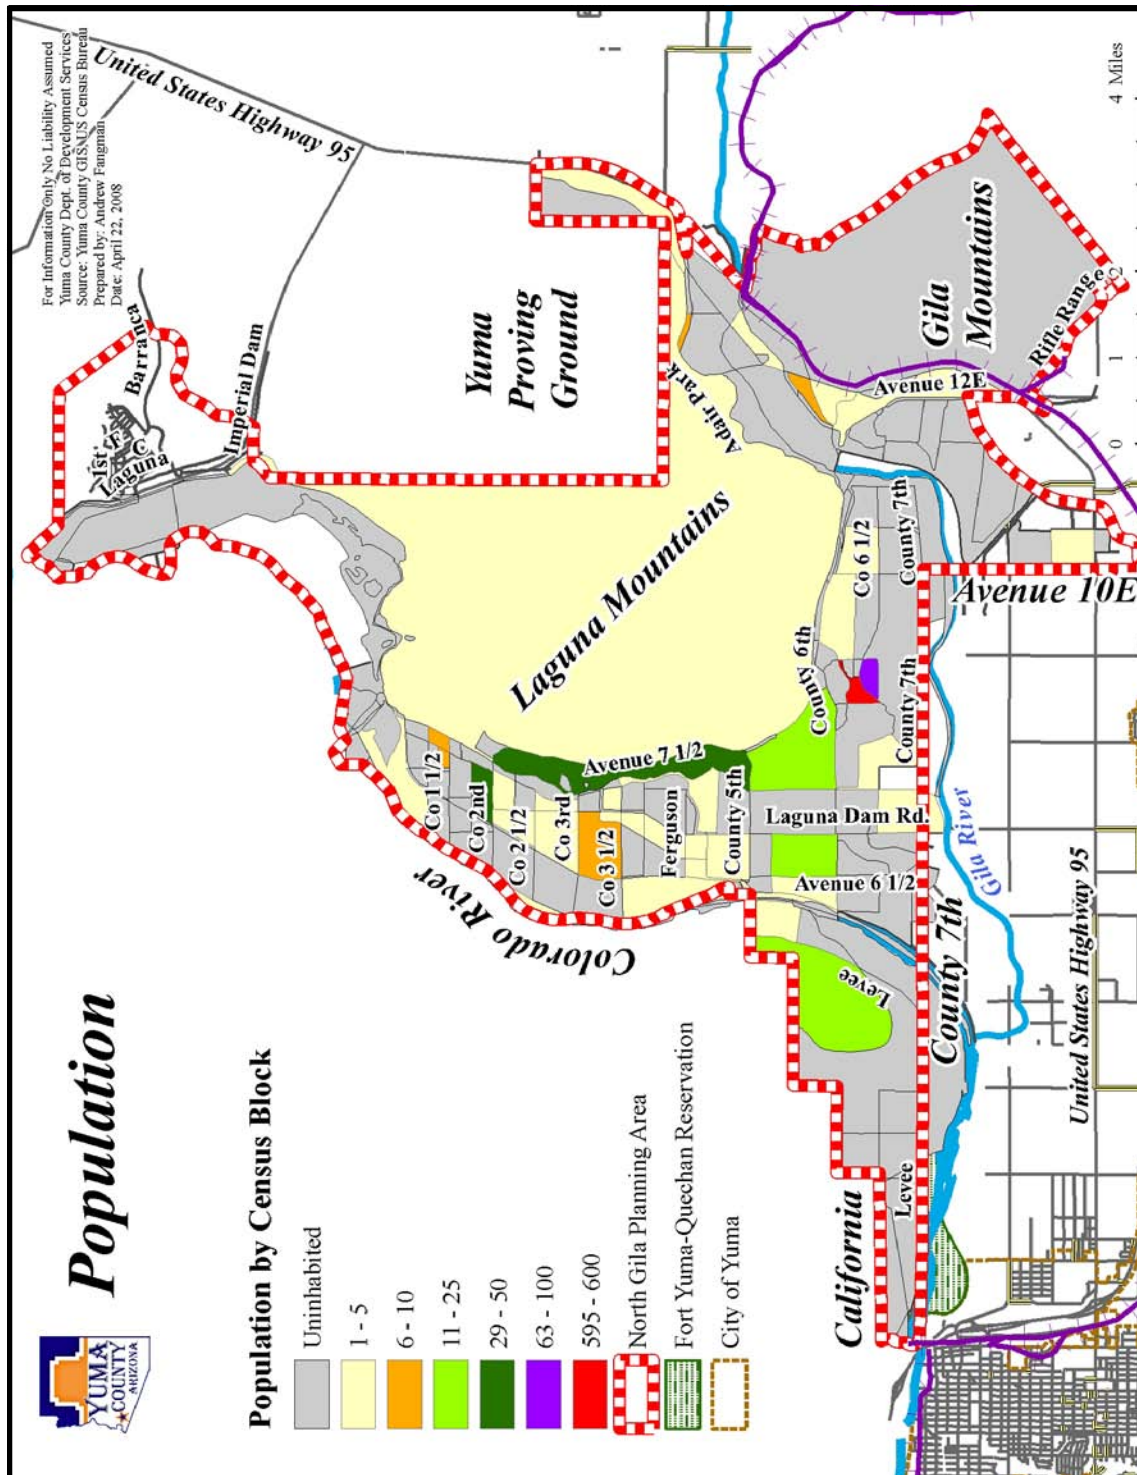 Population
YUMA
COUNTY
ARIZONA
Population by Census Block
Uninhabited
1 - 5
6 - 10
11 - 25
29 - 50
63 - 100
595 - 600
North Gila Planning Area
Fort Yuma-Quechan Reservation
City of Yuma
For Information Only No Liability Assumed
Yuma County Dept. of Development Services
Source: Yuma County GIS, US Census Bureau
Prepared by: Andrew Fangman
Date: April 22, 2008
United States Highway 95
Barranca
1st
F
C
Laguna
Imperial Dam
Yuma
Proving
Ground
Adair Park
Laguna Mountains
Gila
Mountains
Rifle Range
Avenue 12E
Colorado River
Co 1 1/2
Co 2nd
Co 2 1/2
Co 3rd
Co 3 1/2
Ferguson
County 5th
Avenue 7 1/2
County 6th
Co 6 1/2
County 7th
County 7th
Avenue 10E
Laguna Dam Rd.
Avenue 6 1/2
Levee
County 7th
Gila River
United States Highway 95
California
Levee
0
1
2
4 Miles